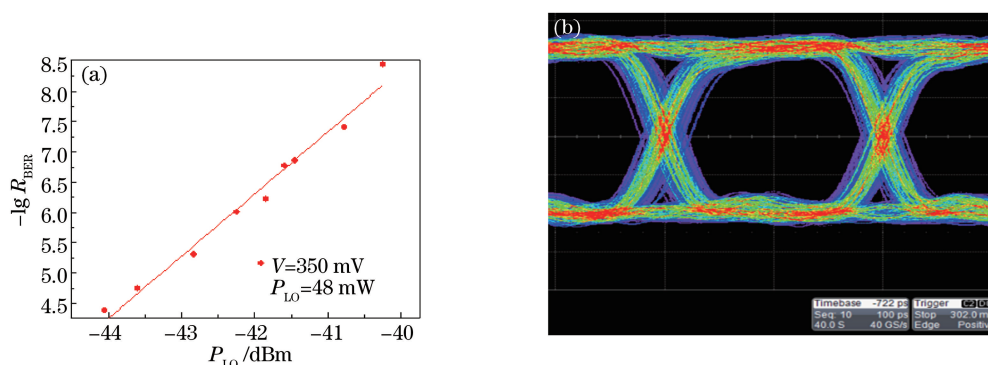 (a)
−lg R_BER
8.5
8.0
7.5
7.0
6.5
6.0
5.5
5.0
4.5
V=350 mV
P_LO=48 mW
−44 −43 −42 −41 −40
P_LO /dBm
(b)
Timebase -722 ps
Seq: 10 100 ps
40.0 S 40 GS/s
Trigger C2
Stop 302.0 m
Edge Positiv